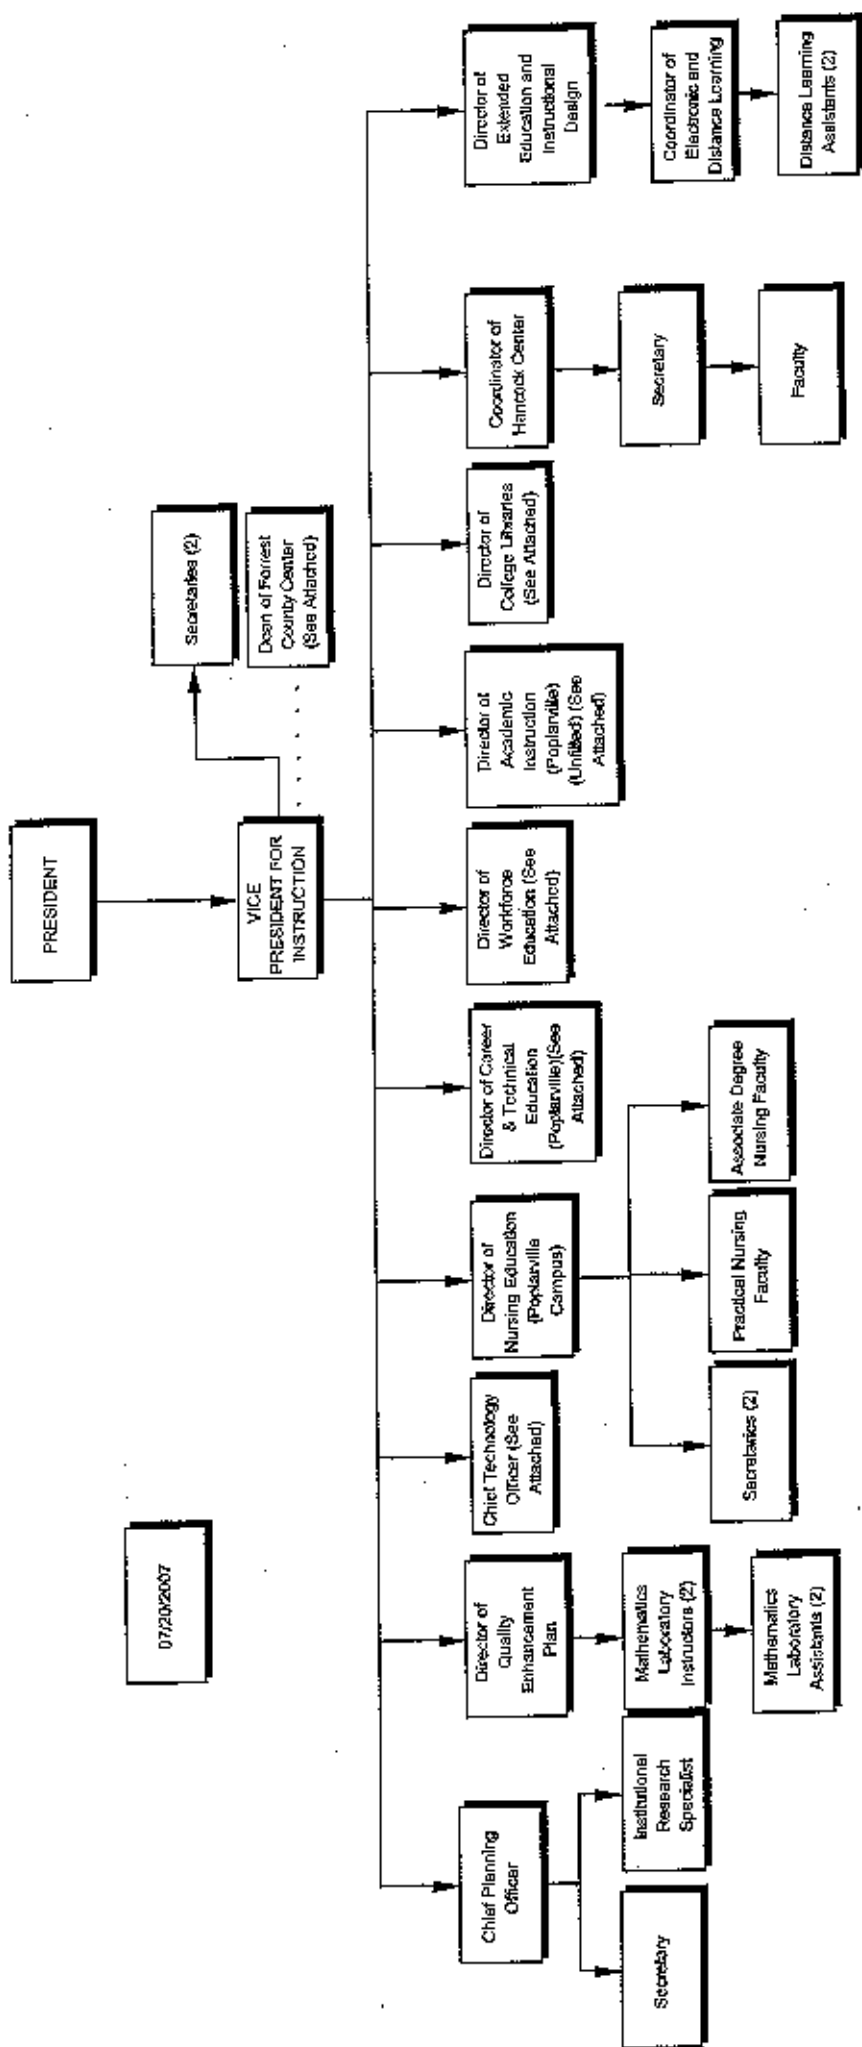 07/20/2007
PRESIDENT
VICE
PRESIDENT FOR
INSTRUCTION
Secretaries (2)
Dean of Forrest
County Center
(See Attached)
Chief Planning
Officer
Director of
Quality
Enhancement
Plan
Chief Technology
Officer (See
Attached)
Director of
Nursing Education
(Poplarville
Campus)
Director of Career
& Technical
Education
(Poplarville)(See
Attached)
Director of
Workforce
Education (See
Attached)
Director of
Academic
Instruction
(Poplarville)
(Unfilled) (See
Attached)
Director of
College Libraries
(See Attached)
Coordinator of
Hancock Center
Director of
Extended
Education and
Instructional
Design
Secretary
Institutional
Research
Specialist
Mathematics
Laboratory
Instructors (2)
Mathematics
Laboratory
Assistants (2)
Secretaries (2)
Practical Nursing
Faculty
Associate Degree
Nursing Faculty
Secretary
Faculty
Coordinator of
Electronic and
Distance Learning
Distance Learning
Assistants (2)